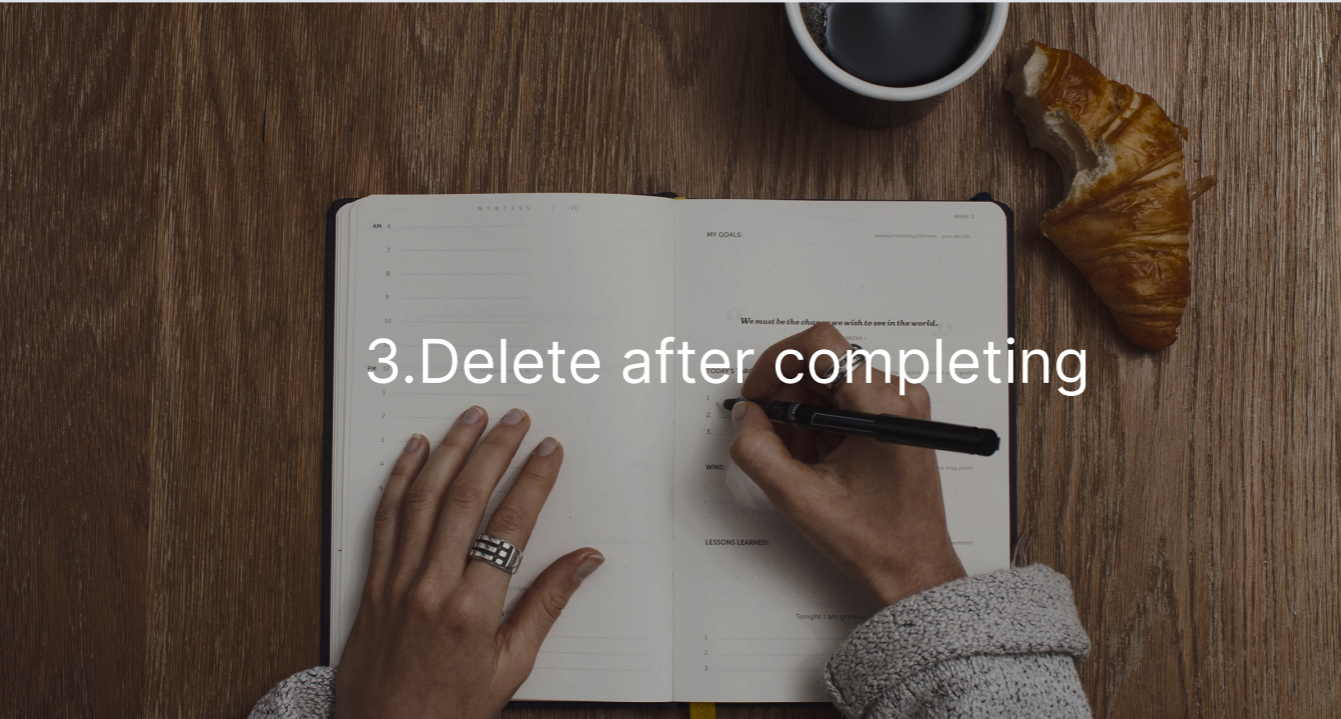 WEEK 2
AM 6
7
8
9
10
PM 12
1
2
3
4
5
MY GOALS:
We must be the change we wish to see in the world.
3.Delete after completing
TODAY'S
1.
2.
3.
WINS:
LESSONS LEARNED:
Tonight I am
1
2
3